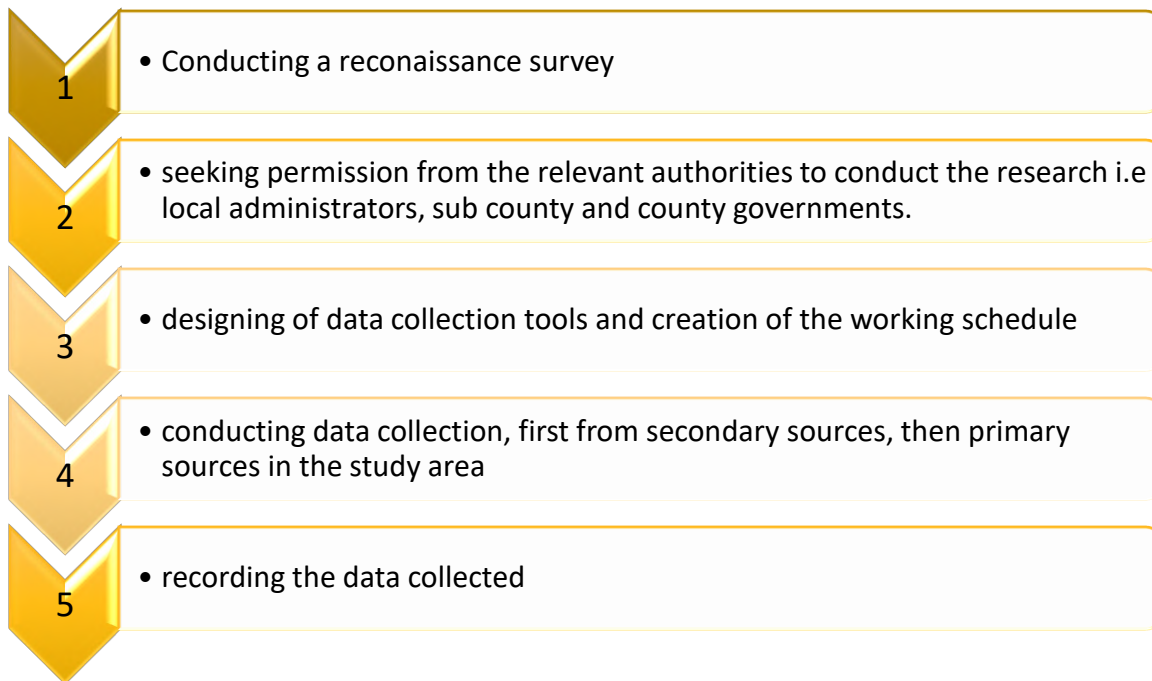 1
• Conducting a reconaissance survey
2
• seeking permission from the relevant authorities to conduct the research i.e
local administrators, sub county and county governments.
3
• designing of data collection tools and creation of the working schedule
4
• conducting data collection, first from secondary sources, then primary
sources in the study area
5
• recording the data collected